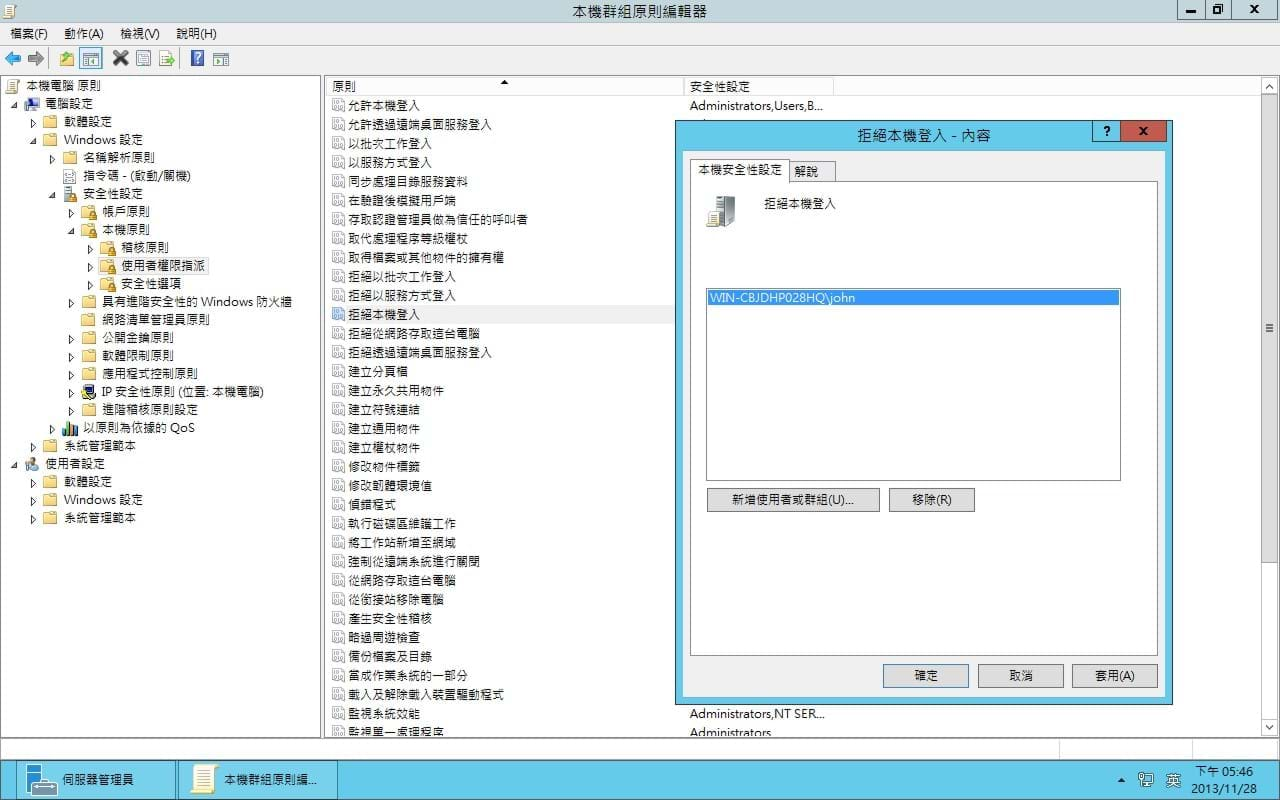 本機群組原則編輯器
檔案(F) 動作(A) 檢視(V) 說明(H)
本機電腦 原則
電腦設定
軟體設定
Windows 設定
名稱解析原則
指令碼 - (啟動/關機)
安全性設定
帳戶原則
本機原則
稽核原則
使用者權限指派
安全性選項
具有進階安全性的 Windows 防火牆
網路清單管理員原則
公開金鑰原則
軟體限制原則
應用程式控制原則
IP 安全性原則 (位置: 本機電腦)
進階稽核原則設定
以原則為依據的 QoS
系統管理範本
使用者設定
軟體設定
Windows 設定
系統管理範本
原則 安全性設定
允許本機登入 Administrators,Users,B...
允許透過遠端桌面服務登入
以批次工作登入
以服務方式登入
同步處理目錄服務資料
在驗證後模擬用戶端
存取認證管理員做為信任的呼叫者
取代處理程序等級權杖
取得檔案或其他物件的擁有權
拒絕以批次工作登入
拒絕以服務方式登入
拒絕本機登入
拒絕從網路存取這台電腦
拒絕透過遠端桌面服務登入
建立分頁檔
建立永久共用物件
建立符號連結
建立通用物件
建立權杖物件
修改物件標籤
修改韌體環境值
偵錯程式
執行磁碟區維護工作
將工作站新增至網域
強制從遠端系統進行關閉
從網路存取這台電腦
從銜接站移除電腦
產生安全性稽核
略過周遊檢查
備份檔案及目錄
當成作業系統的一部分
載入及解除載入裝置驅動程式
監視系統效能 Administrators,NT SER...
監視單一處理程序 Administrators
拒絕本機登入 - 內容
?
本機安全性設定 解說
拒絕本機登入
WIN-CBJDHP028HQ\john
新增使用者或群組(U)... 移除(R)
確定 取消 套用(A)
伺服器管理員 本機群組原則編... 英 下午 05:46
2013/11/28